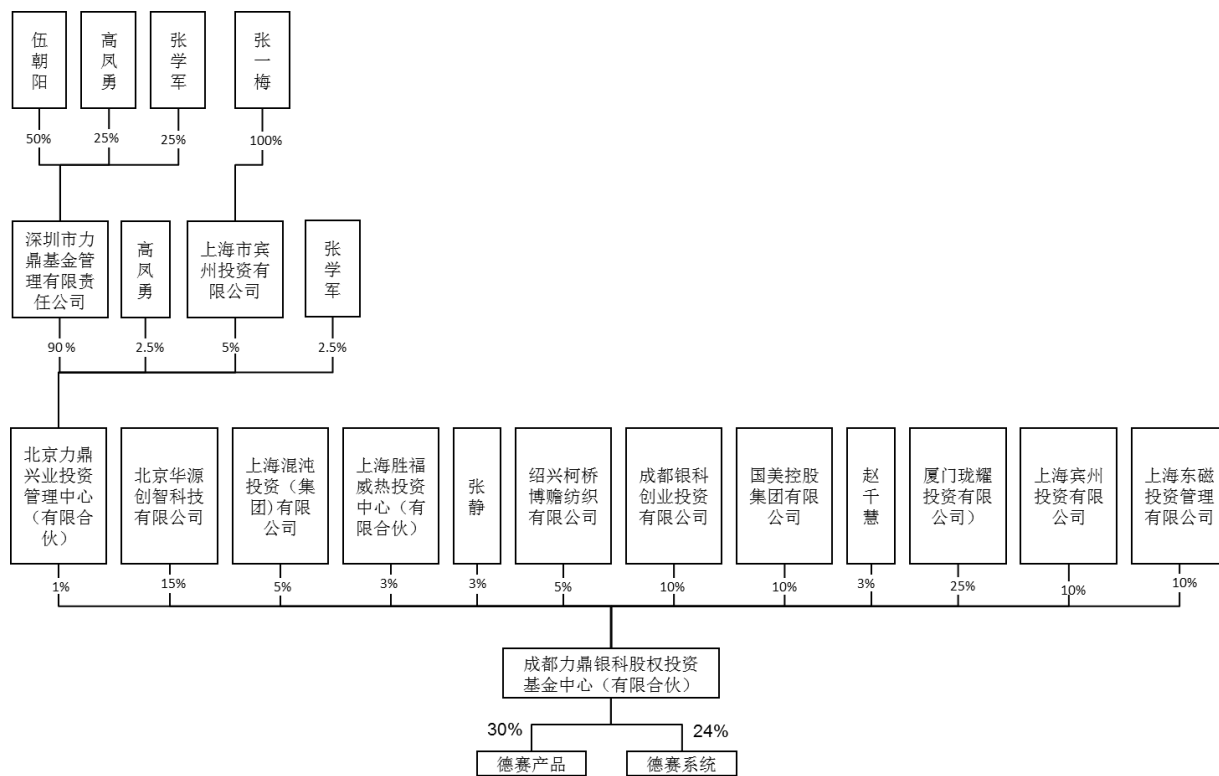 伍朝阳
高凤勇
张学军
张一梅
50%
25%
25%
100%
深圳市力
鼎基金管
理有限责
任公司
高凤勇
上海市宾
州投资有
限公司
张学军
90%
2.5%
5%
2.5%
北京力鼎
兴业投资
管理中心
（有限合
伙）
北京华源
创智科技
有限公司
上海混沌
投资（集
团)有限公
司
上海胜福
威热投资
中心（有
限合伙）
张静
绍兴柯桥
博赡纺织
有限公司
成都银科
创业投资
有限公司
国美控股
集团有限
公司
赵千慧
厦门珑耀
投资有限
公司）
上海宾州
投资有限
公司
上海东磁
投资管理
有限公司
1%
15%
5%
3%
3%
5%
10%
10%
3%
25%
10%
10%
成都力鼎银科股权投资
基金中心（有限合伙）
30%
24%
德赛产品
德赛系统